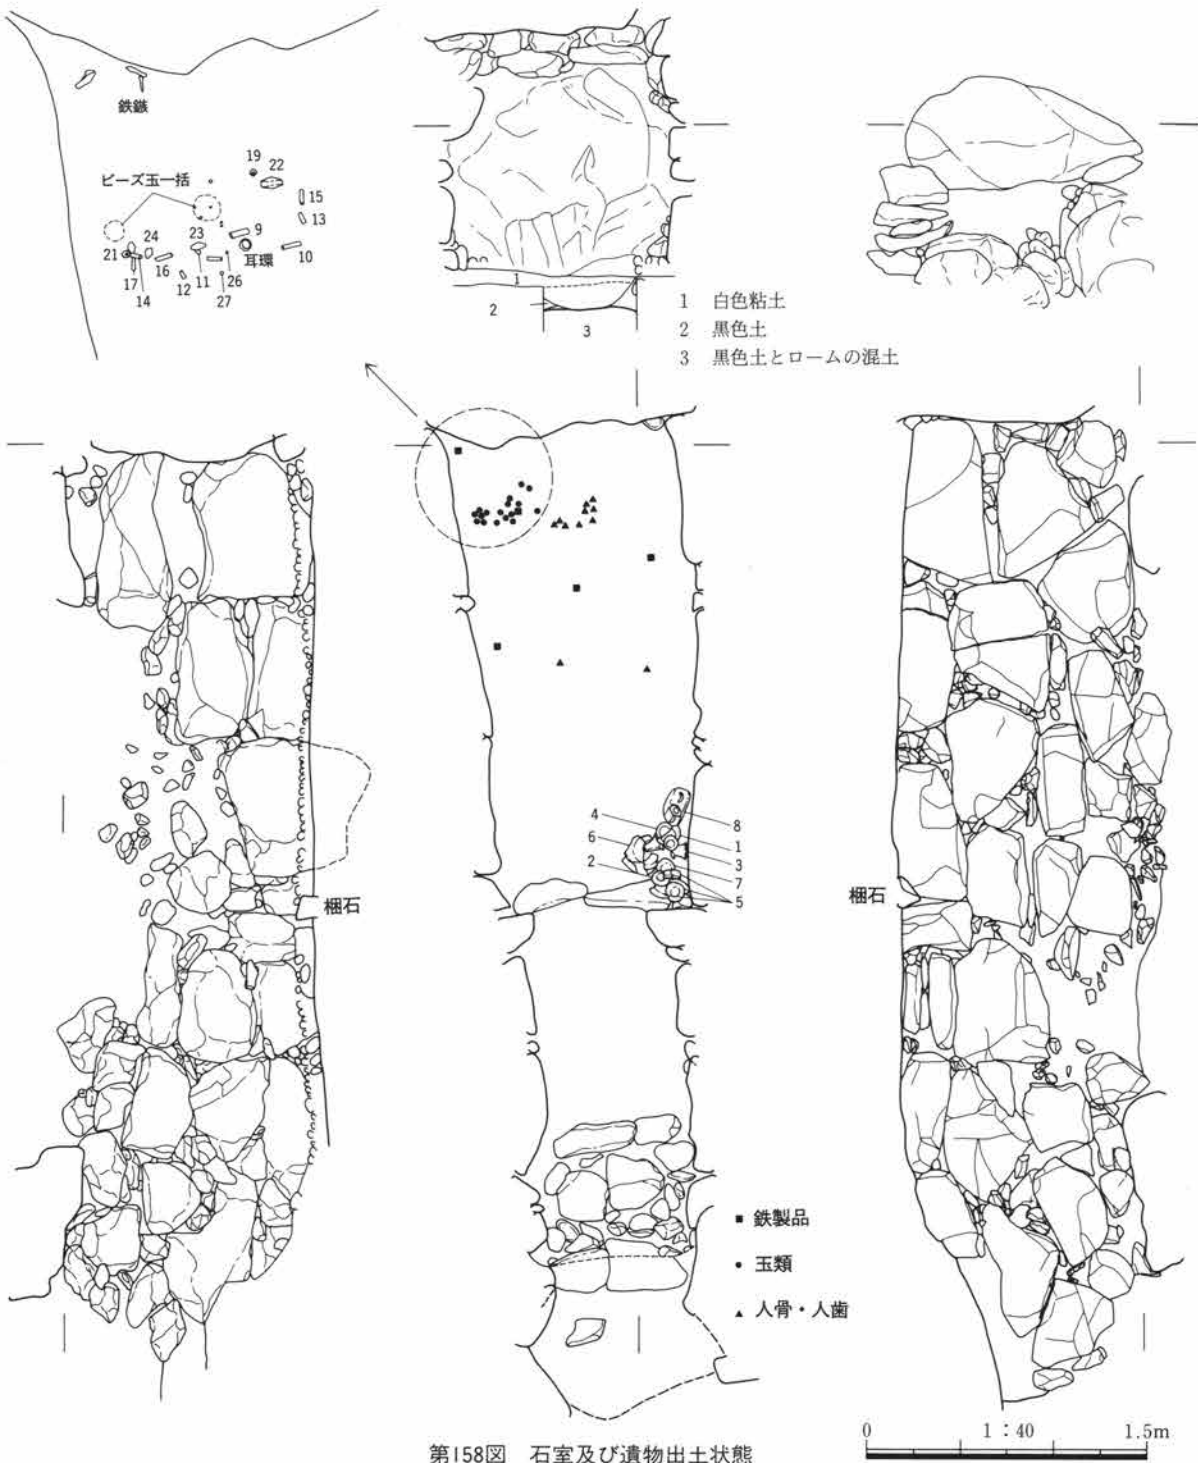 鉄鏃
ビーズ玉一括
19
22
15
13
23
9
24
21
耳環
10
16
11
26
17
12
27
14
1
2
3
1 白色粘土
2 黒色土
3 黒色土とロームの混土
4
8
6
1
3
2
7
5
梱石
梱石
■ 鉄製品
● 玉類
▲ 人骨・人歯
0 1:40 1.5m
第158図 石室及び遺物出土状態